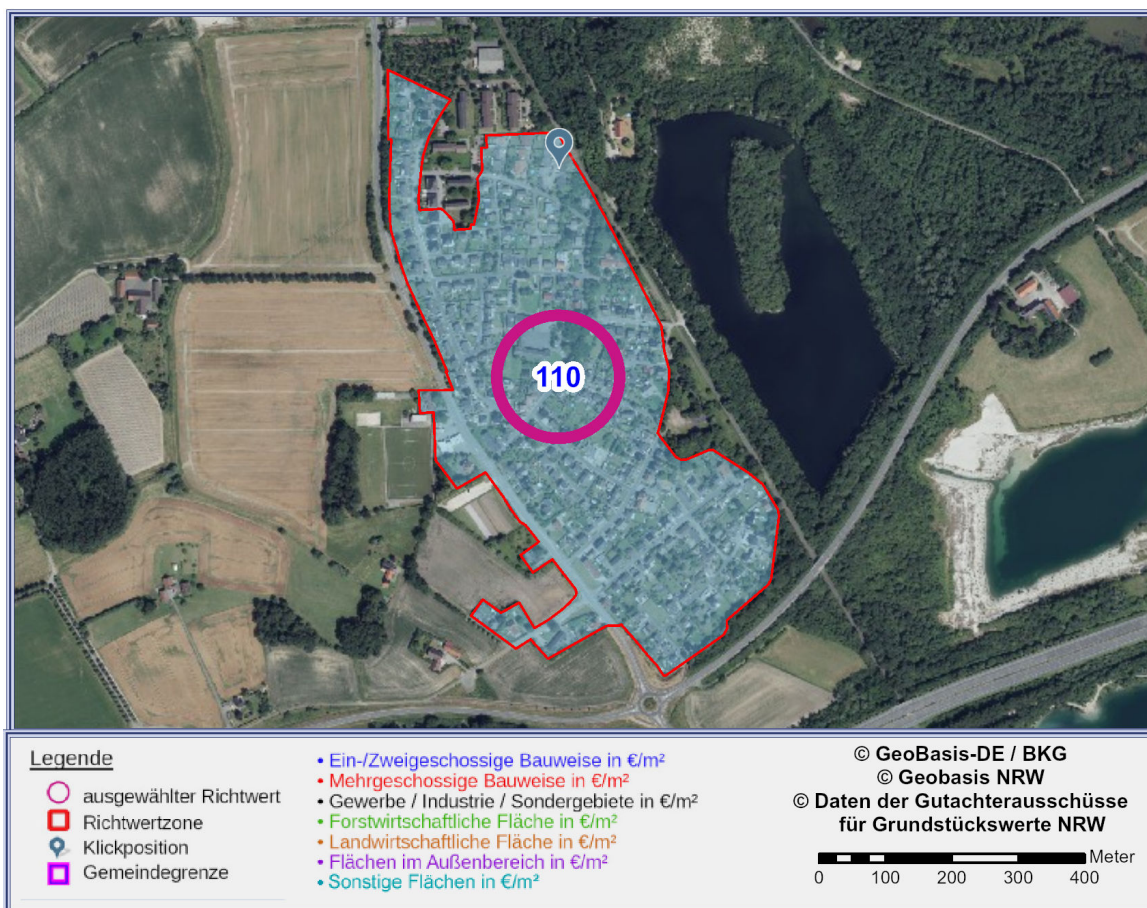 110
Legende
ausgewählter Richtwert
Richtwertzone
Klickposition
Gemeindegrenze
• Ein-/Zweigeschossige Bauweise in €/m²
• Mehrgeschossige Bauweise in €/m²
• Gewerbe / Industrie / Sondergebiete in €/m²
• Forstwirtschaftliche Fläche in €/m²
• Landwirtschaftliche Fläche in €/m²
• Flächen im Außenbereich in €/m²
• Sonstige Flächen in €/m²
© GeoBasis-DE / BKG
© Geobasis NRW
© Daten der Gutachterausschüsse
für Grundstückswerte NRW
Meter
0 100 200 300 400